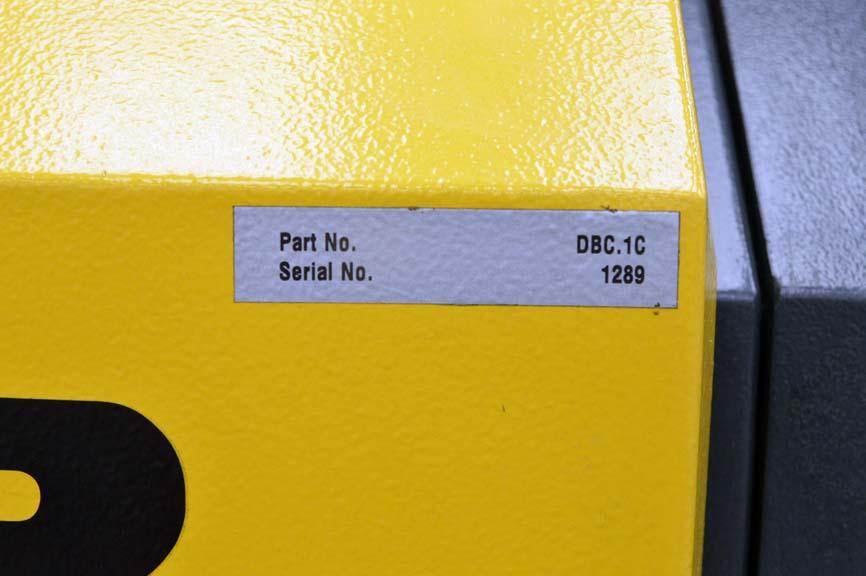 Part No. DBC.1C
Serial No. 1289